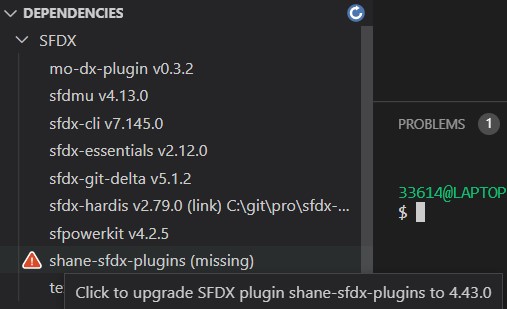 DEPENDENCIES
SFDX
mo-dx-plugin v0.3.2
sfdmu v4.13.0
sfdx-cli v7.145.0
sfdx-essentials v2.12.0
sfdx-git-delta v5.1.2
sfdx-hardis v2.79.0 (link) C:\git\pro\sfdx-...
sfpowerkit v4.2.5
shane-sfdx-plugins (missing)
Click to upgrade SFDX plugin shane-sfdx-plugins to 4.43.0
PROBLEMS 1
33614@LAPTOP
$